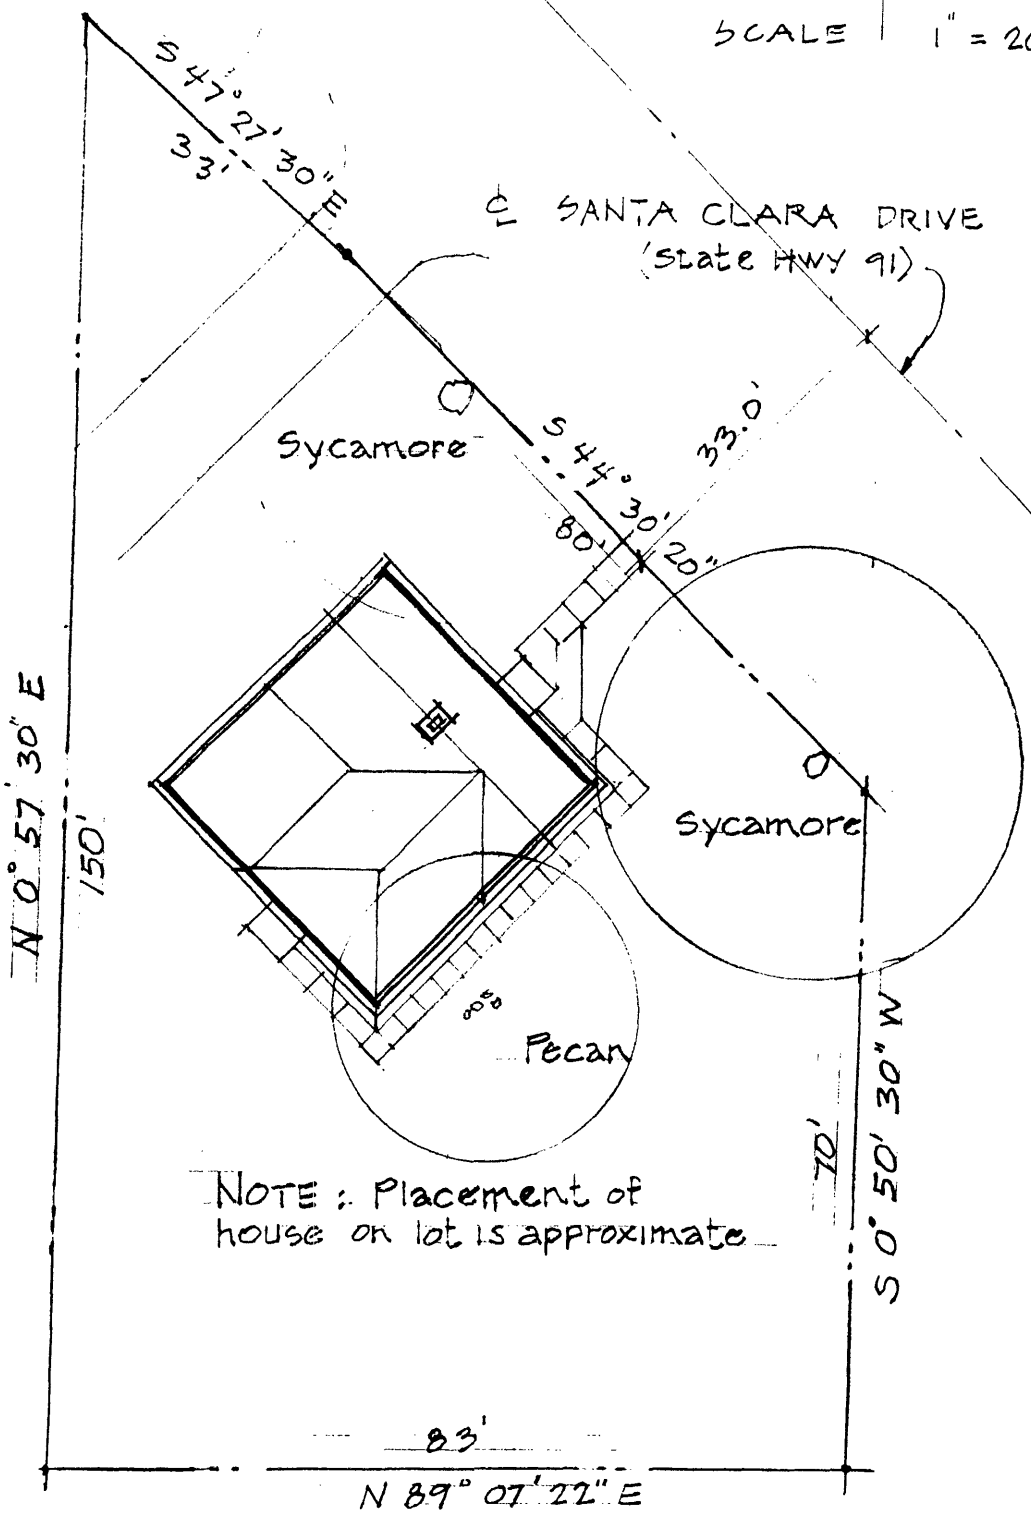 SCALE 1" = 20
S 47° 27' 30" E
33'
℄ SANTA CLARA DRIVE
(State HWY 91)
33.0'
Sycamore
S 44° 30' 20"
80'
N 0° 57' 30" E
150'
Sycamore
Pecan
S 0° 50' 30" W
70'
NOTE : Placement of
house on lot is approximate
83'
N 89° 07' 22" E